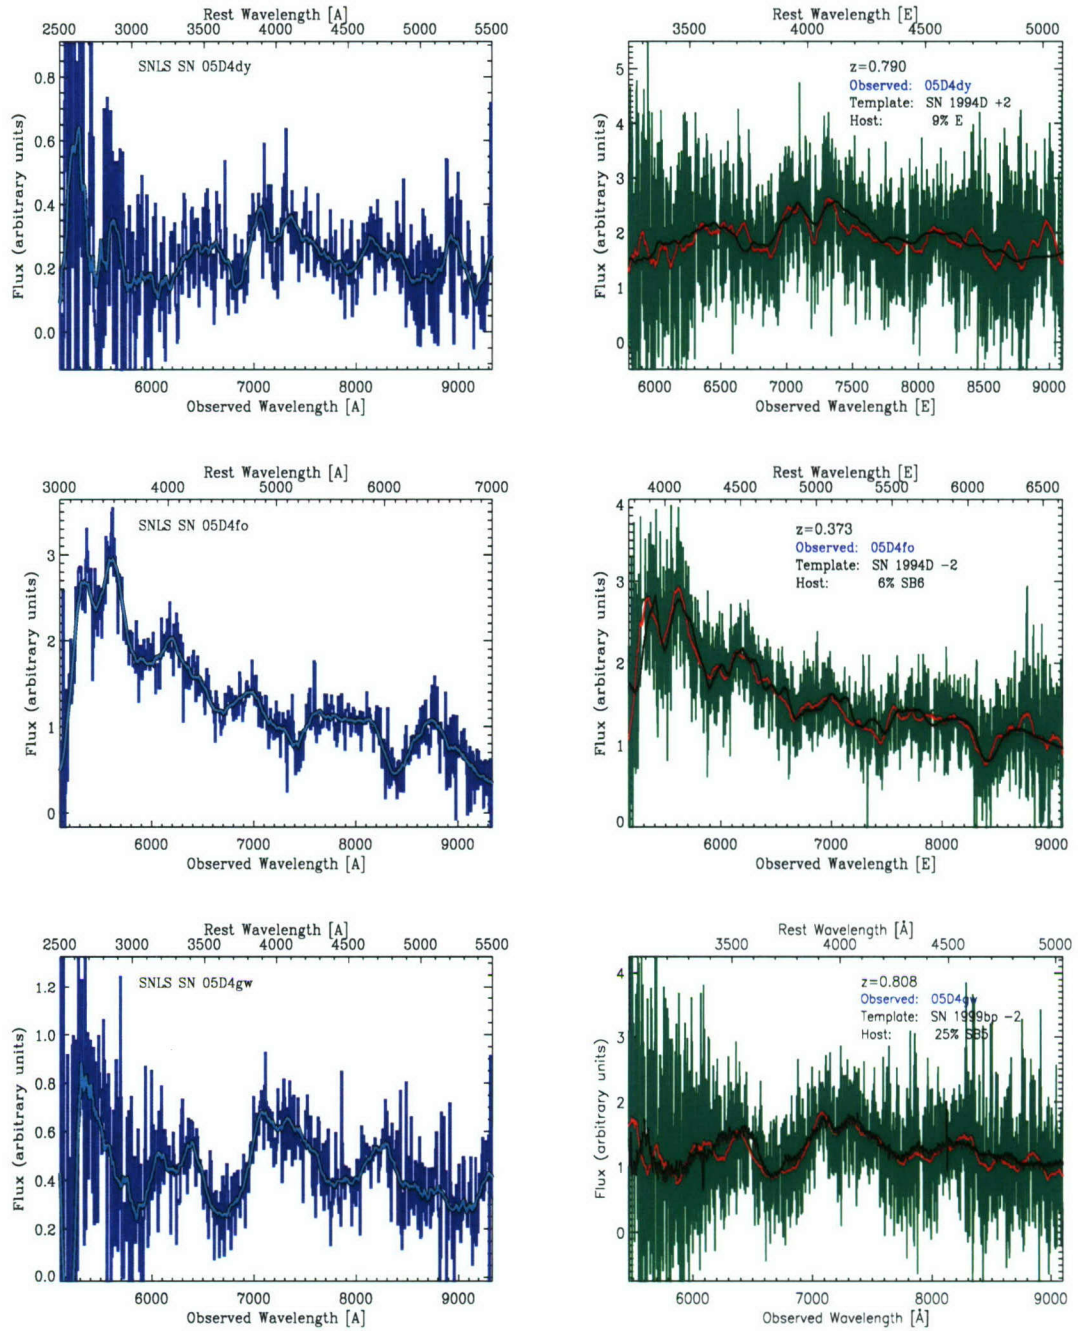 Rest Wavelength [A]
2500 3000 3500 4000 4500 5000 5500
SNLS SN 05D4dy
Flux (arbitrary units)
0.8
0.6
0.4
0.2
0.0
6000 7000 8000 9000
Observed Wavelength [A]
Rest Wavelength [E]
3500 4000 4500 5000
z=0.790
Observed: 05D4dy
Template: SN 1994D +2
Host: 9% E
Flux (arbitrary units)
5
4
3
2
1
0
6000 6500 7000 7500 8000 8500 9000
Observed Wavelength [E]
Rest Wavelength [A]
3000 4000 5000 6000 7000
SNLS SN 05D4fo
Flux (arbitrary units)
3
2
1
0
6000 7000 8000 9000
Observed Wavelength [A]
Rest Wavelength [E]
4000 4500 5000 5500 6000 6500
z=0.373
Observed: 05D4fo
Template: SN 1994D −2
Host: 6% SB6
Flux (arbitrary units)
4
3
2
1
0
6000 7000 8000 9000
Observed Wavelength [E]
Rest Wavelength [A]
2500 3000 3500 4000 4500 5000 5500
SNLS SN 05D4gw
Flux (arbitrary units)
1.2
1.0
0.8
0.6
0.4
0.2
0.0
6000 7000 8000 9000
Observed Wavelength [A]
Rest Wavelength [Å]
3500 4000 4500 5000
z=0.808
Observed: 05D4gw
Template: SN 1999bp −2
Host: 25% SB5
Flux (arbitrary units)
4
3
2
1
0
6000 7000 8000 9000
Observed Wavelength [Å]